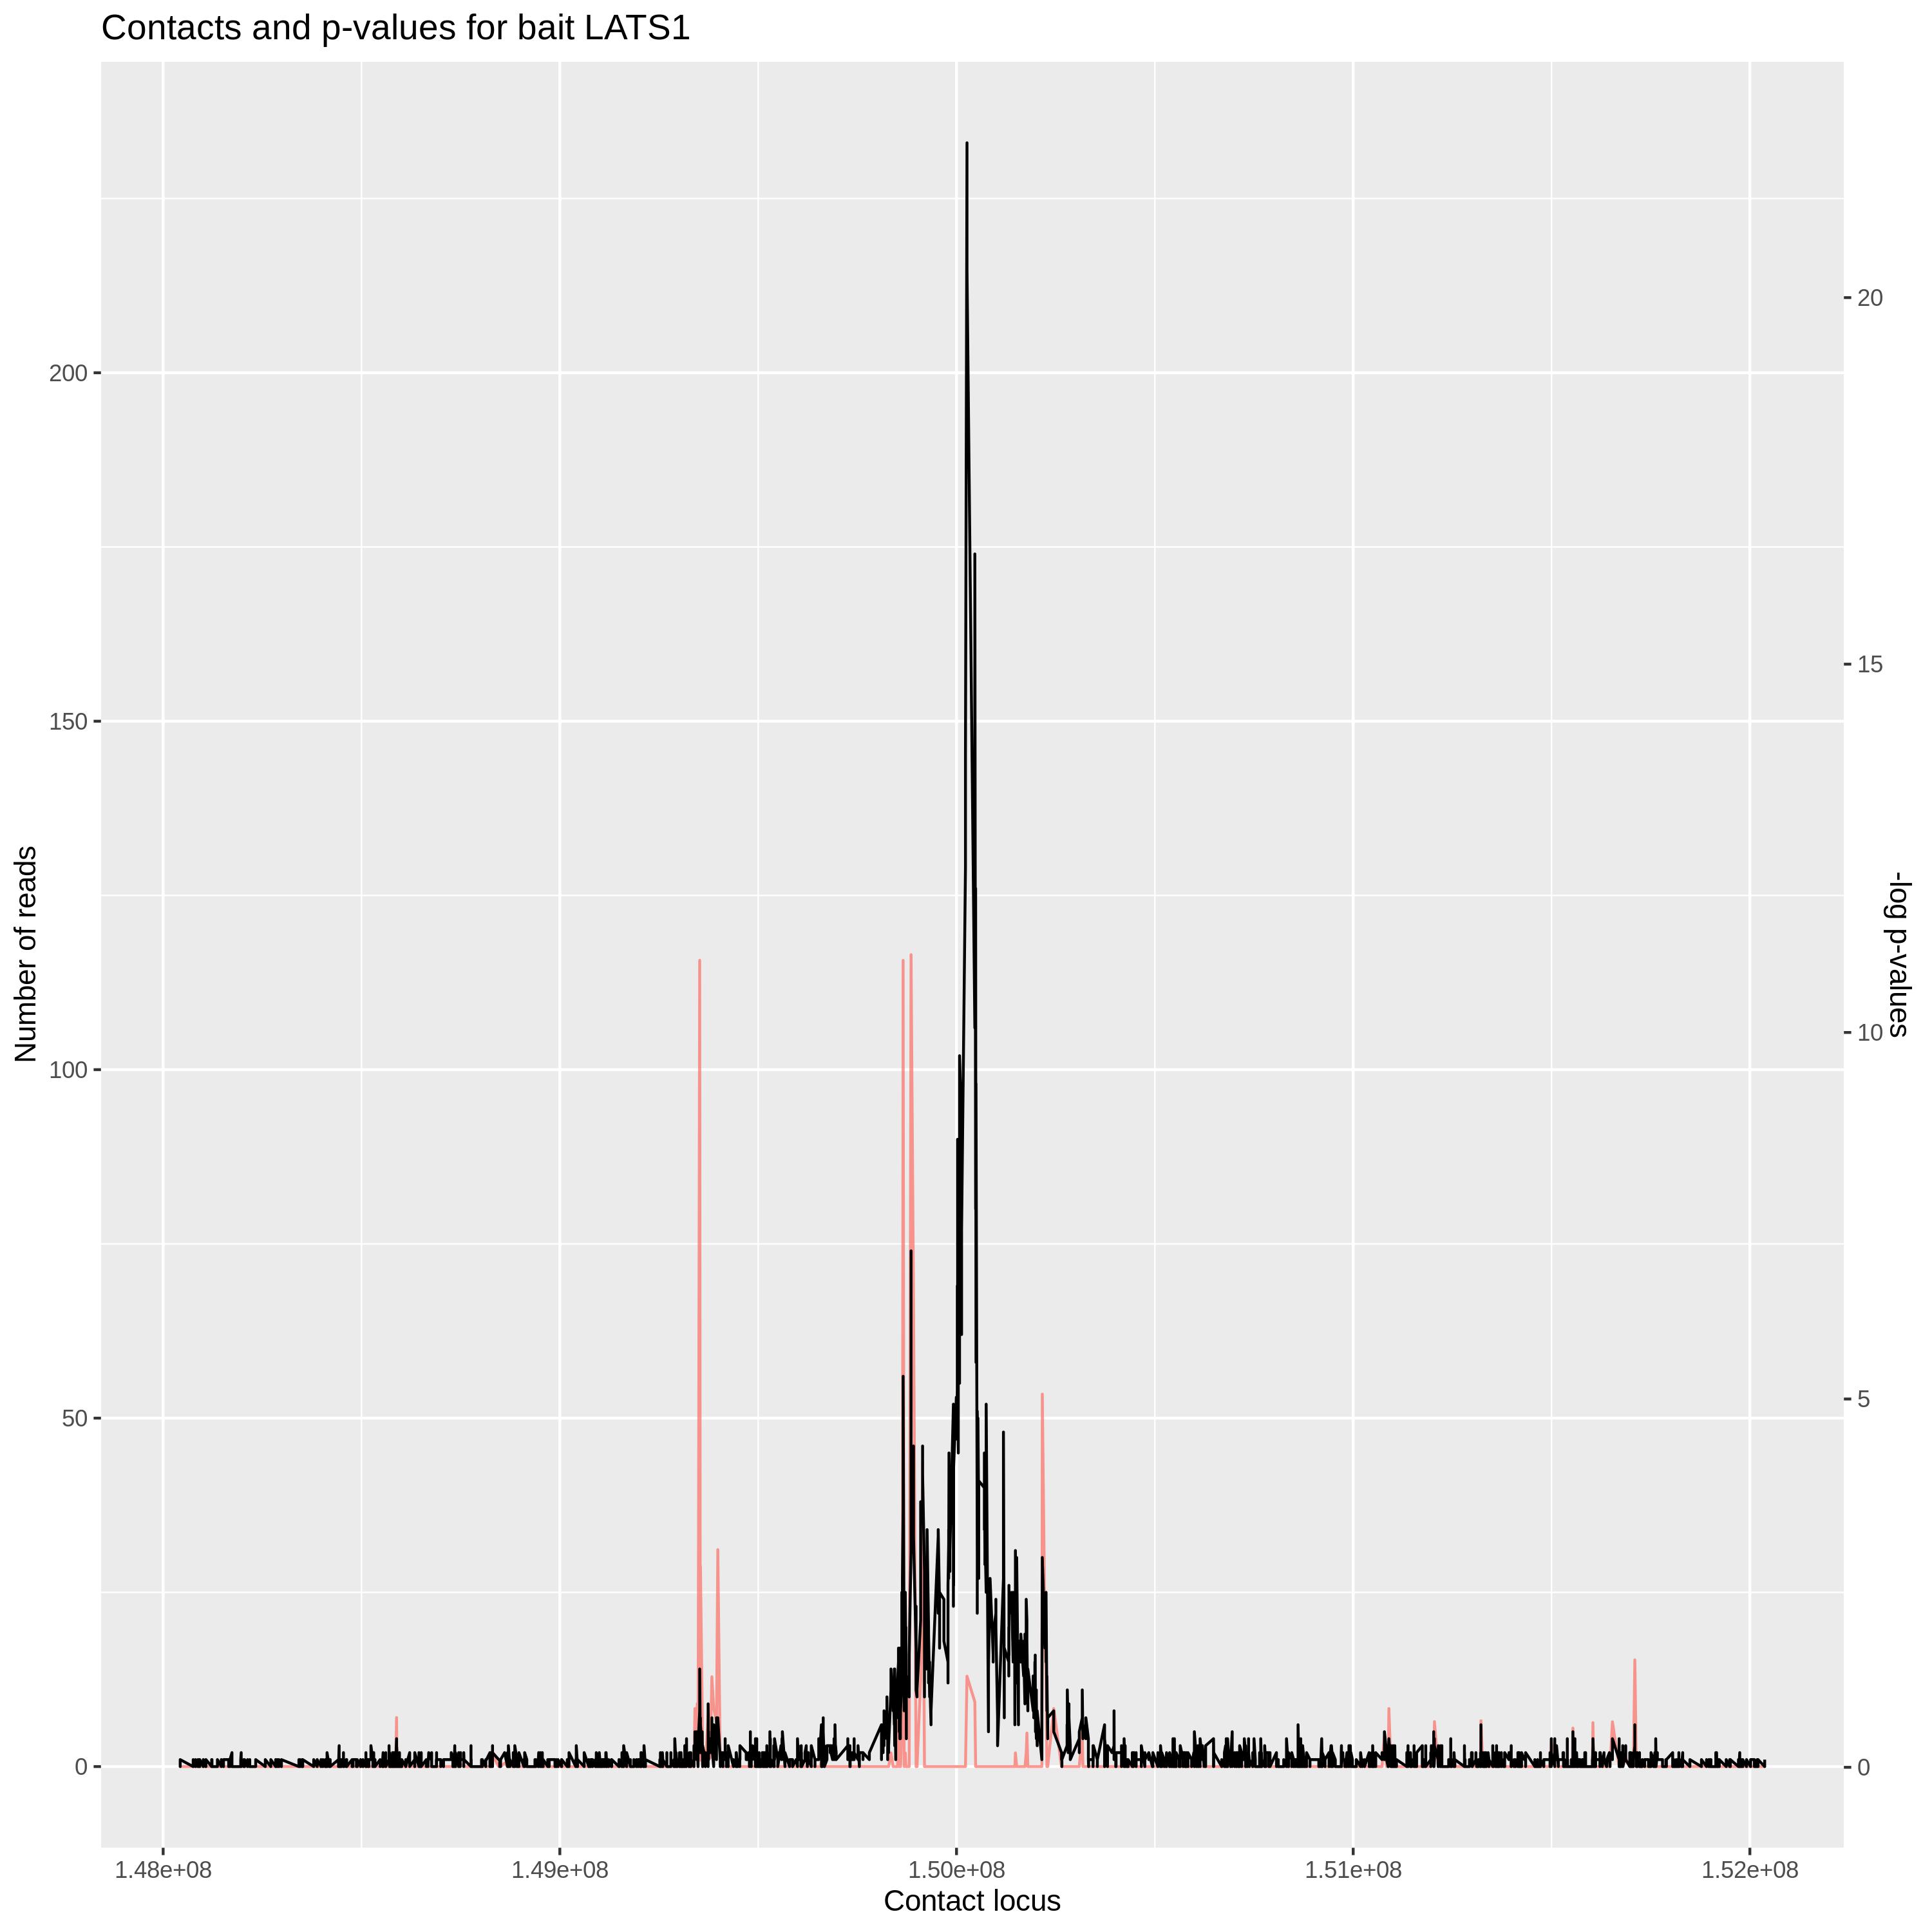 Contacts and p-values for bait LATS1
Number of reads
200
150
100
50
0
20
15
10
5
0
-log p-values
1.48e+08 1.49e+08 1.50e+08 1.51e+08 1.52e+08
Contact locus